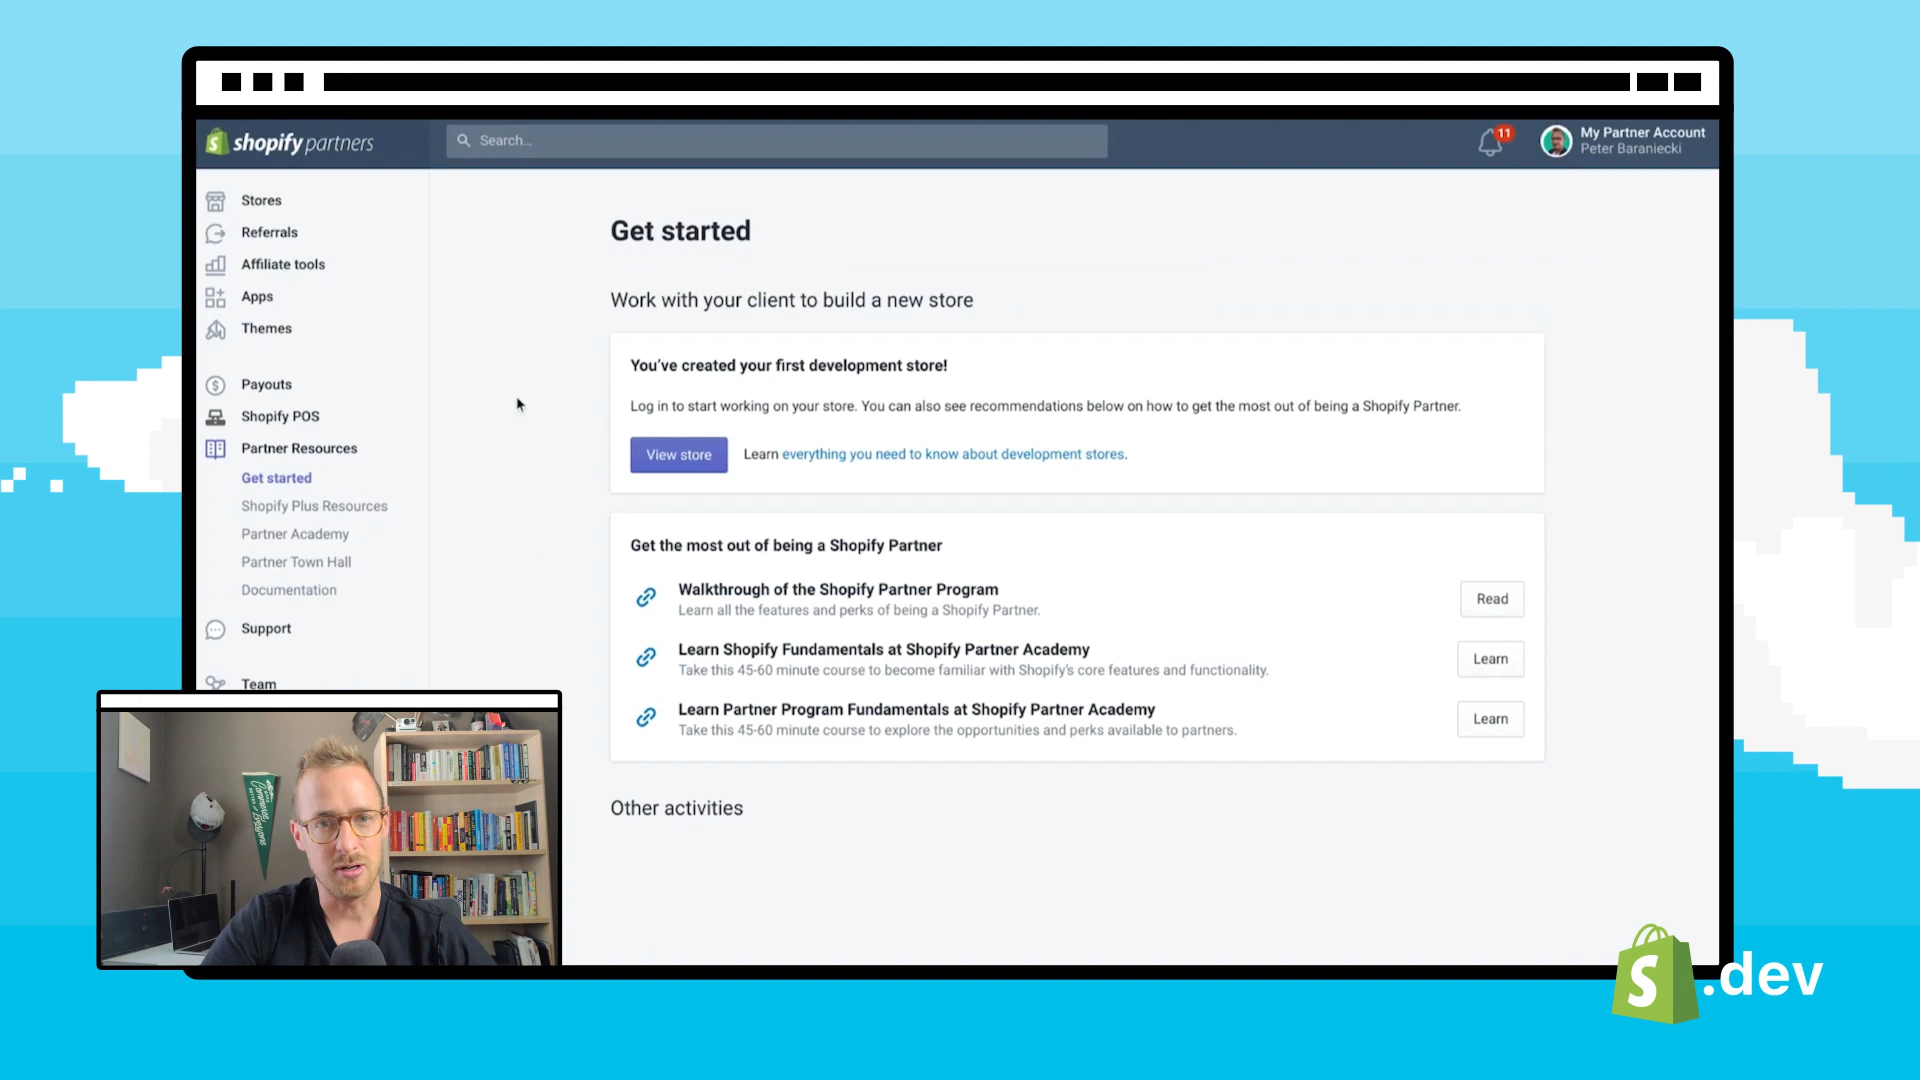 shopify partners
Search...
11
My Partner Account
Peter Baraniecki
Stores
Referrals
Affiliate tools
Apps
Themes
Payouts
Shopify POS
Partner Resources
Get started
Shopify Plus Resources
Partner Academy
Partner Town Hall
Documentation
Support
Team
Get started
Work with your client to build a new store
You've created your first development store!
Log in to start working on your store. You can also see recommendations below on how to get the most out of being a Shopify Partner.
View store
Learn everything you need to know about development stores.
Get the most out of being a Shopify Partner
Walkthrough of the Shopify Partner Program
Learn all the features and perks of being a Shopify Partner.
Read
Learn Shopify Fundamentals at Shopify Partner Academy
Take this 45-60 minute course to become familiar with Shopify's core features and functionality.
Learn
Learn Partner Program Fundamentals at Shopify Partner Academy
Take this 45-60 minute course to explore the opportunities and perks available to partners.
Learn
Other activities
Commerce
Everyone
S
.dev